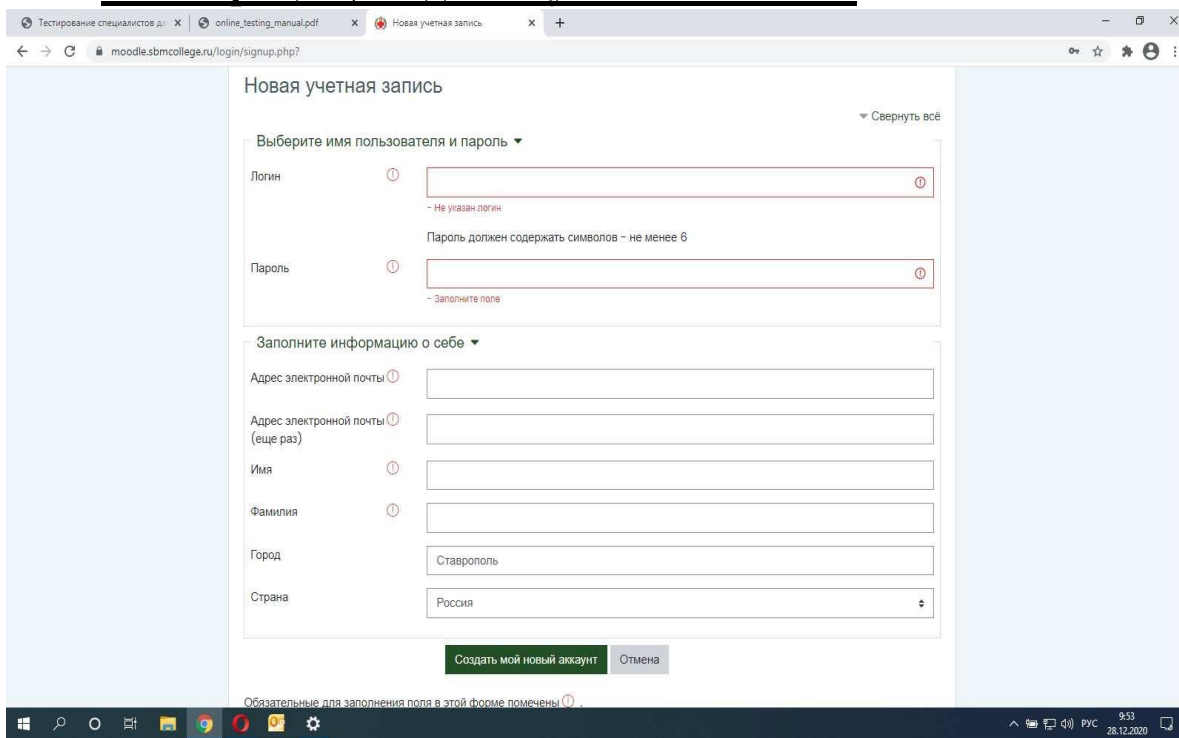 Тестирование специалистов дл
online_testing_manual.pdf
Новая учетная запись
moodle.sbmcollege.ru/login/signup.php?
Новая учетная запись
Свернуть всё
Выберите имя пользователя и пароль
Логин
- Не указан логин
Пароль должен содержать символов - не менее 6
Пароль
- Заполните поле
Заполните информацию о себе
Адрес электронной почты
Адрес электронной почты
(еще раз)
Имя
Фамилия
Город
Ставрополь
Страна
Россия
Создать мой новый аккаунт
Отмена
Обязательные для заполнения поля в этой форме помечены .
РУС
9:53
28.12.2020